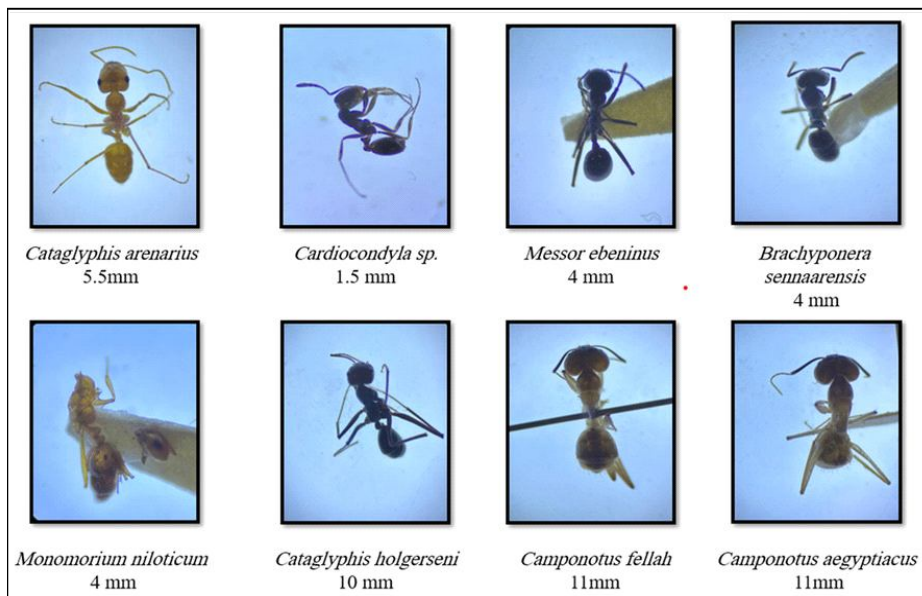 Cataglyphis arenarius
5.5mm
Cardiocondyla sp.
1.5 mm
Messor ebeninus
4 mm
Brachyponera
sennaarensis
4 mm
Monomorium niloticum
4 mm
Cataglyphis holgerseni
10 mm
Camponotus fellah
11mm
Camponotus aegyptiacus
11mm